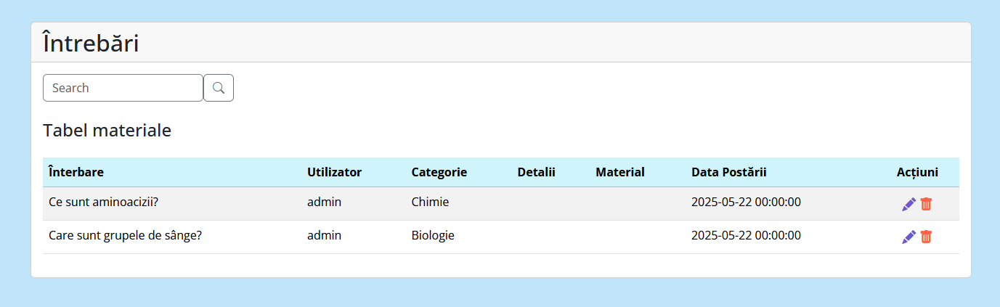 Întrebări
Search
Tabel materiale
Înterbare Utilizator Categorie Detalii Material Data Postării Acțiuni
Ce sunt aminoacizii? admin Chimie 2025-05-22 00:00:00
Care sunt grupele de sânge? admin Biologie 2025-05-22 00:00:00